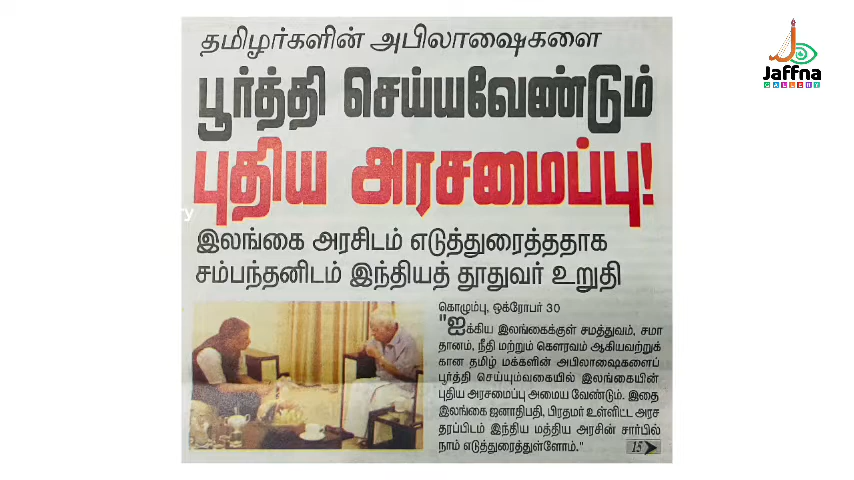 Jaffna
GALLERY
தமிழர்களின் அபிலாஷைகளை
பூர்த்தி செய்யவேண்டும்
புதிய அரசமைப்பு!
ry
இலங்கை அரசிடம் எடுத்துரைத்ததாக
சம்பந்தனிடம் இந்தியத் தூதுவர் உறுதி
கொழும்பு, ஒக்ரோபர் 30
"ஐக்கிய இலங்கைக்குள் சமத்துவம், சமா
தானம், நீதி மற்றும் கௌரவம் ஆகியவற்றுக்
கான தமிழ் மக்களின் அபிலாஷைகளைப்
பூர்த்தி செய்யும்வகையில் இலங்கையின்
புதிய அரசமைப்பு அமைய வேண்டும். இதை
இலங்கை ஜனாதிபதி, பிரதமர் உள்ளிட்ட அரச
தரப்பிடம் இந்திய மத்திய அரசின் சார்பில்
நாம் எடுத்துரைத்துள்ளோம்."
15